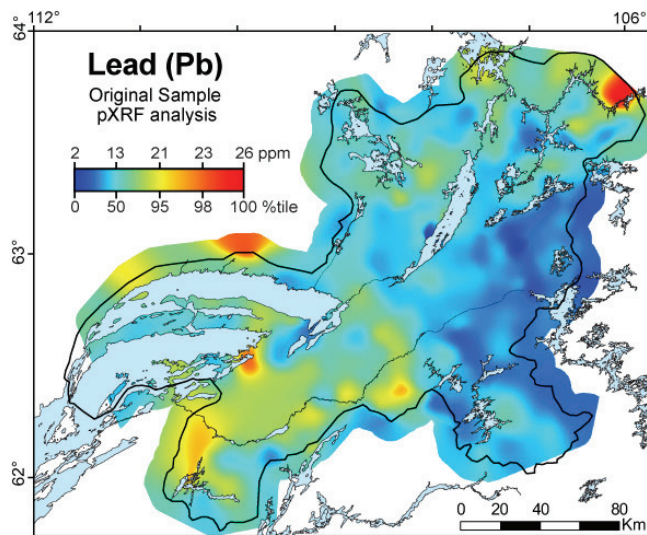 112°
106°
64°
Lead (Pb)
Original Sample
pXRF analysis
2 13 21 23 26 ppm
0 50 95 98 100 %tile
63°
62°
0 20 40 60 80
Km